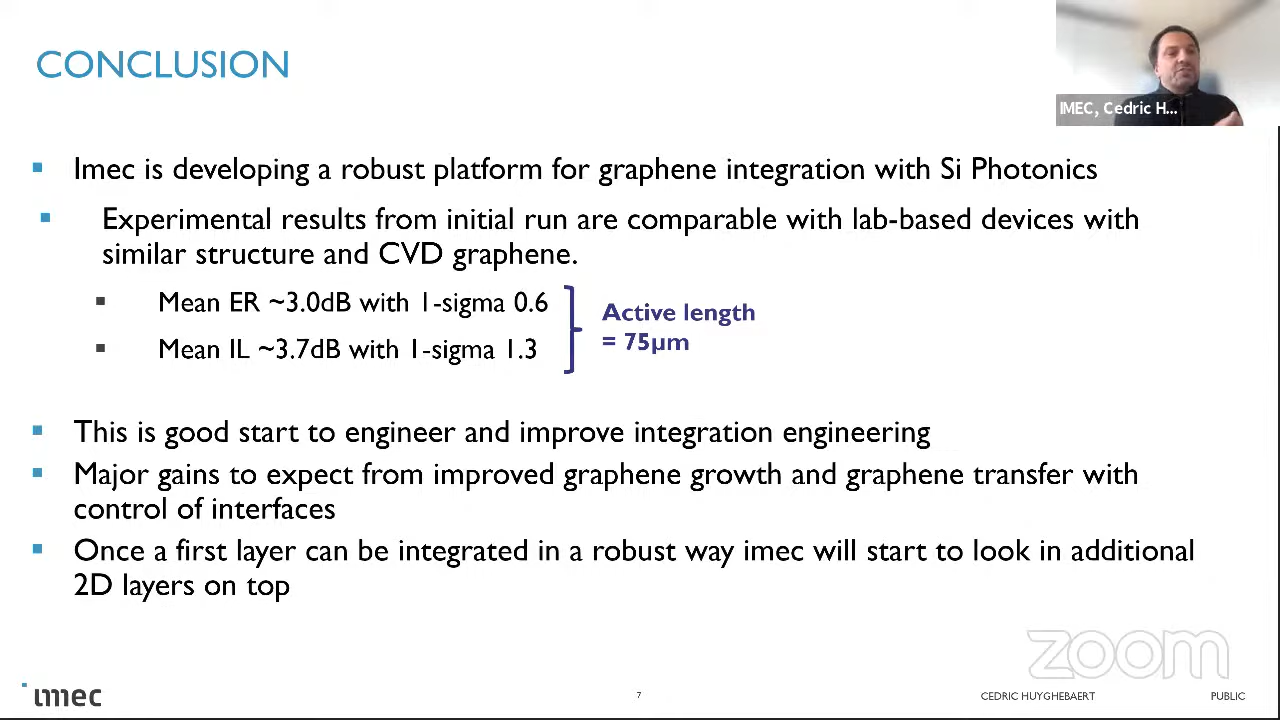 CONCLUSION
IMEC, Cedric H...
Imec is developing a robust platform for graphene integration with Si Photonics
Experimental results from initial run are comparable with lab-based devices with
similar structure and CVD graphene.
Mean ER ~3.0dB with 1-sigma 0.6
Mean IL ~3.7dB with 1-sigma 1.3
Active length
= 75µm
This is good start to engineer and improve integration engineering
Major gains to expect from improved graphene growth and graphene transfer with
control of interfaces
Once a first layer can be integrated in a robust way imec will start to look in additional
2D layers on top
zoom
imec
7
CEDRIC HUYGHEBAERT
PUBLIC